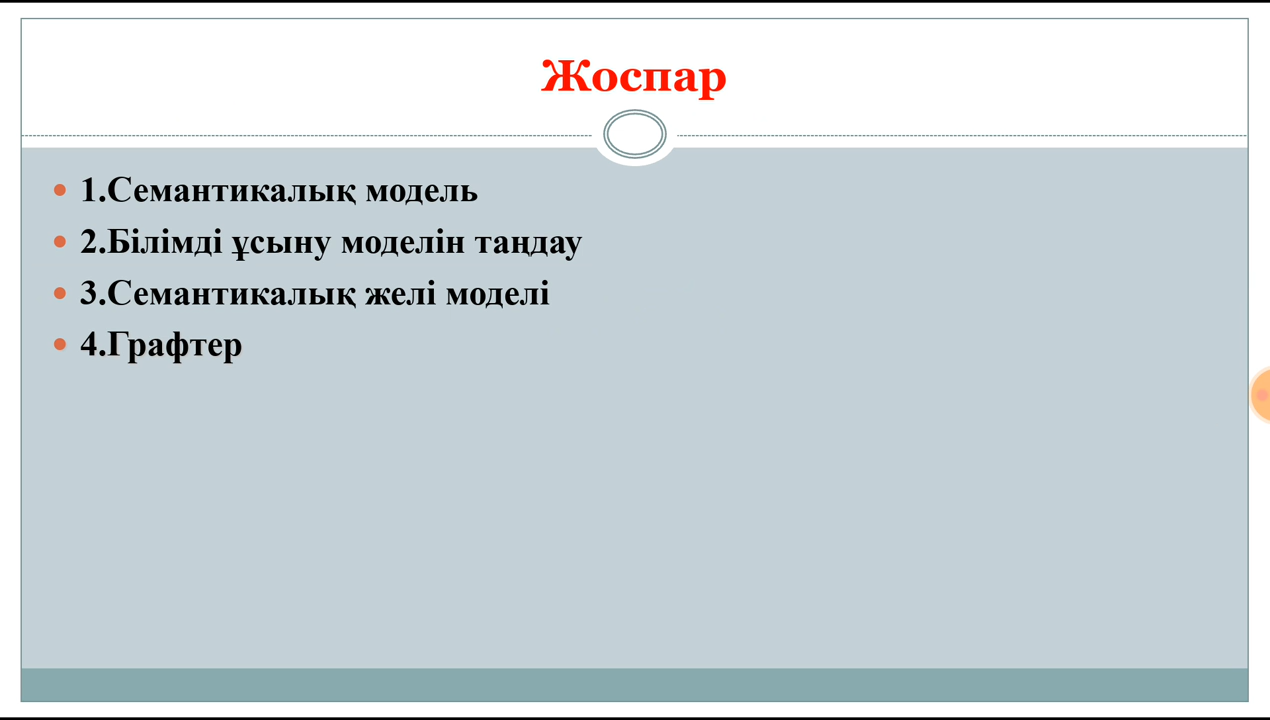 Жоспар
1.Семантикалық модель
2.Білімді ұсыну моделін таңдау
3.Семантикалық желі моделі
4.Графтер